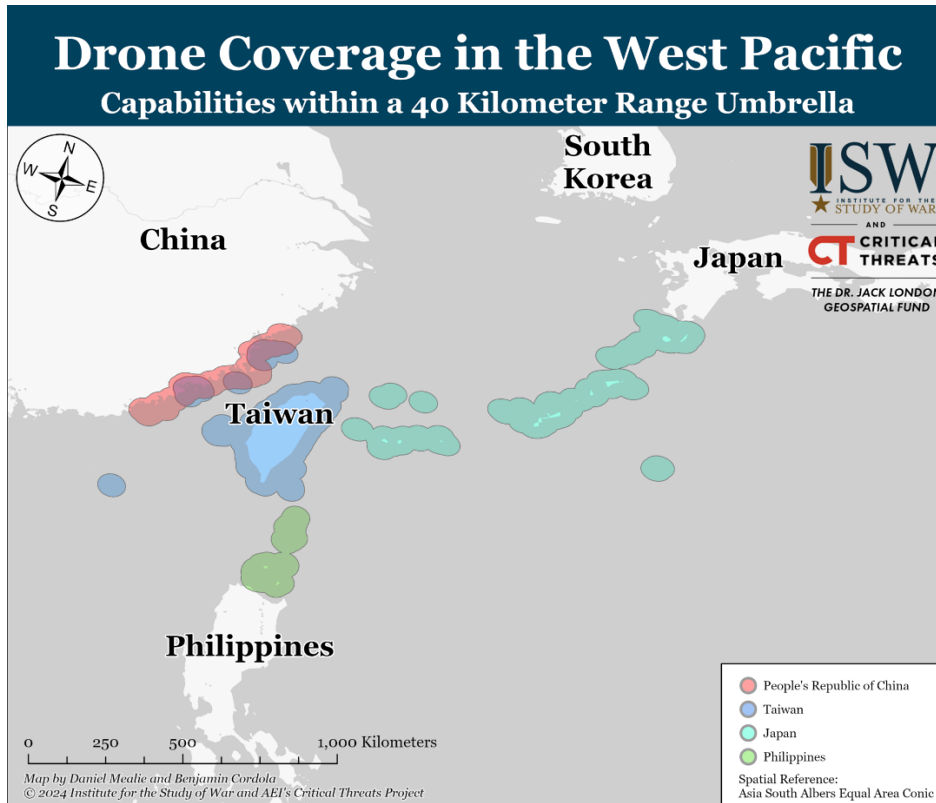 Drone Coverage in the West Pacific
Capabilities within a 40 Kilometer Range Umbrella
N
W
E
S
South
Korea
ISW
INSTITUTE FOR THE
STUDY OF WAR
AND
CT CRITICAL
THREATS
THE DR. JACK LONDON
GEOSPATIAL FUND
China
Japan
Taiwan
Philippines
People's Republic of China
Taiwan
Japan
Philippines
Spatial Reference:
Asia South Albers Equal Area Conic
0 250 500 1,000 Kilometers
Map by Daniel Mealie and Benjamin Cordola
© 2024 Institute for the Study of War and AEI's Critical Threats Project